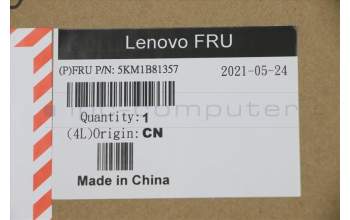 Lenovo FRU
(P)FRU P/N: 5KM1B81357
2021-05-24
Quantity: 1
(4L)Origin: CN
Made in China